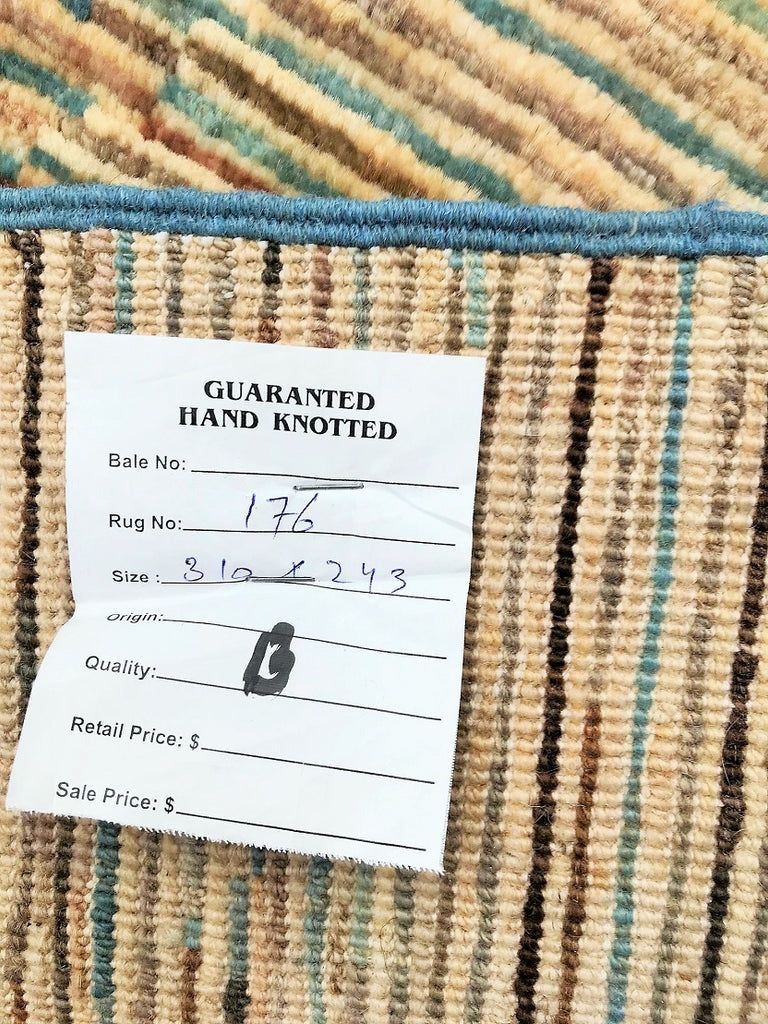 GUARANTED
HAND KNOTTED
Bale No:
Rug No: 176
Size : 310 x 243
Origin:
Quality:
Retail Price: $
Sale Price: $